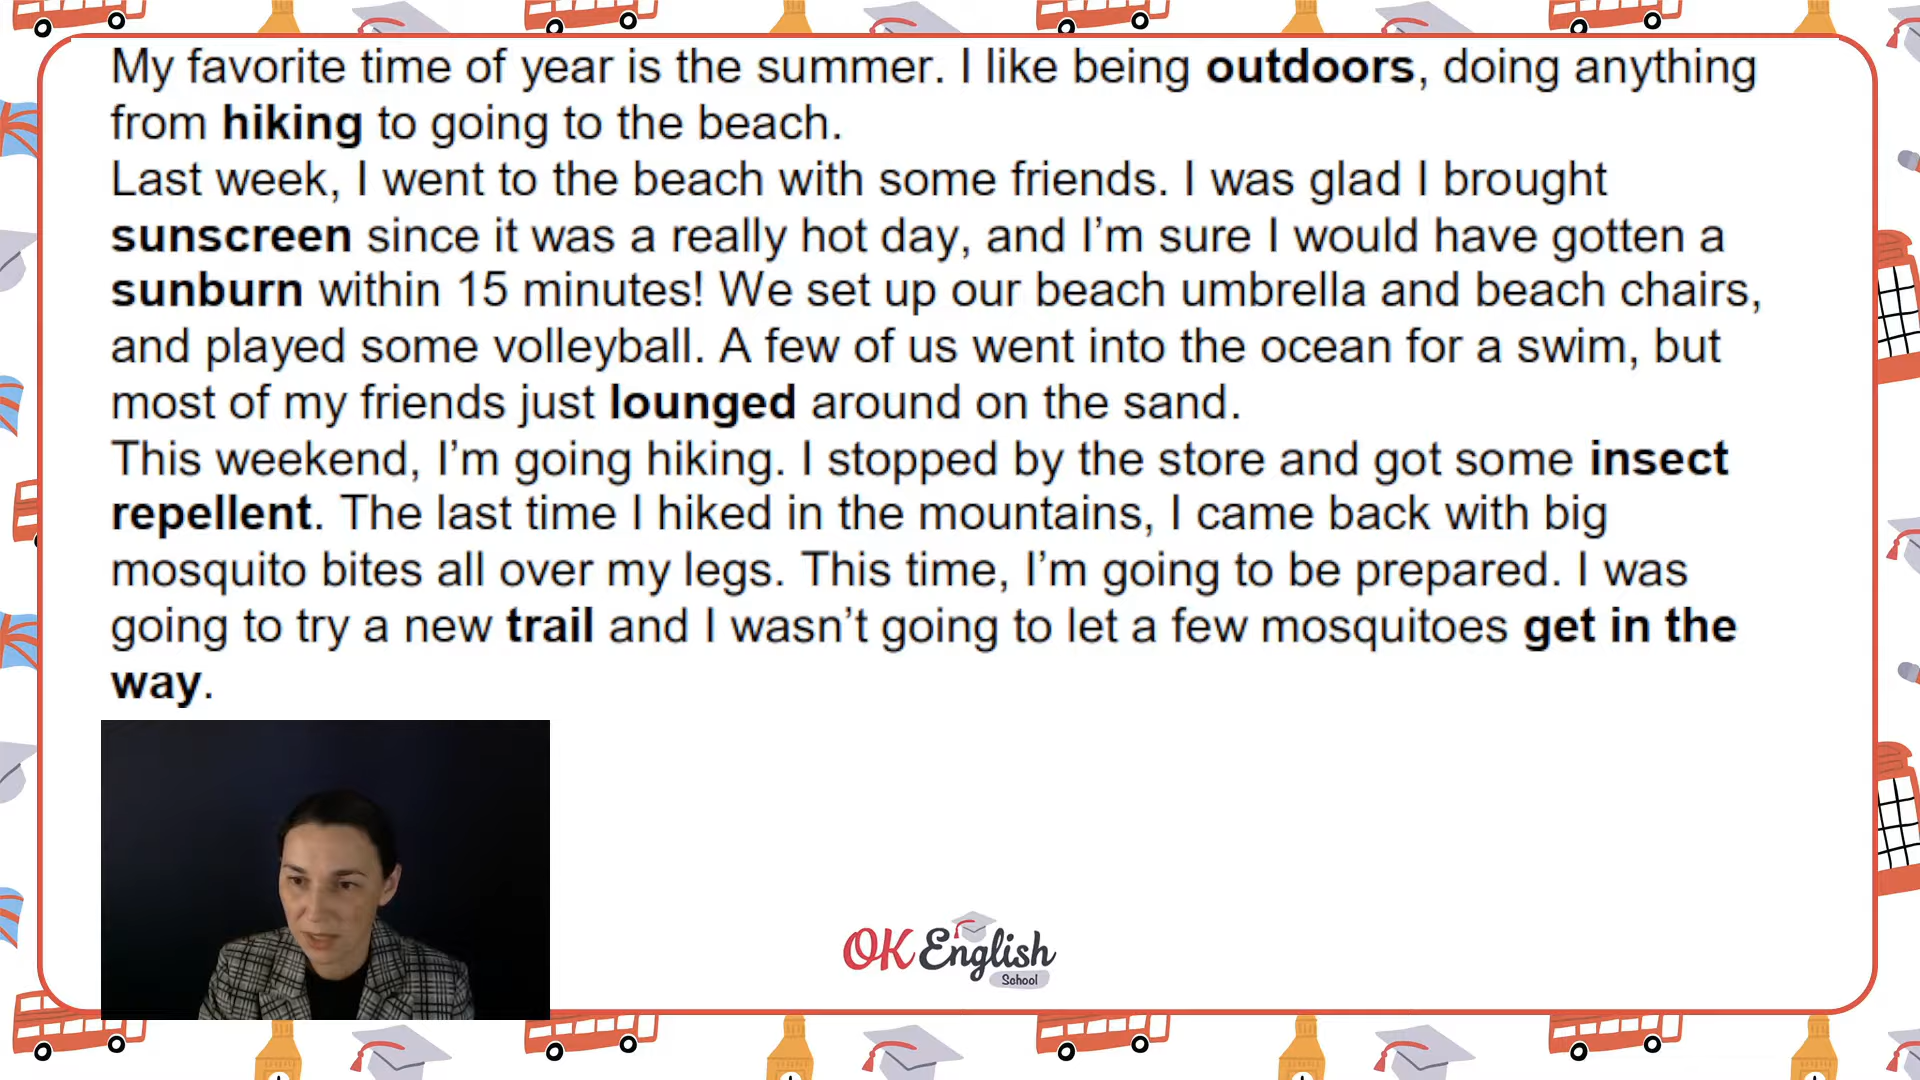 My favorite time of year is the summer. I like being outdoors, doing anything
from hiking to going to the beach.
Last week, I went to the beach with some friends. I was glad I brought
sunscreen since it was a really hot day, and I’m sure I would have gotten a
sunburn within 15 minutes! We set up our beach umbrella and beach chairs,
and played some volleyball. A few of us went into the ocean for a swim, but
most of my friends just lounged around on the sand.
This weekend, I’m going hiking. I stopped by the store and got some insect
repellent. The last time I hiked in the mountains, I came back with big
mosquito bites all over my legs. This time, I’m going to be prepared. I was
going to try a new trail and I wasn’t going to let a few mosquitoes get in the
way.
OK English
School